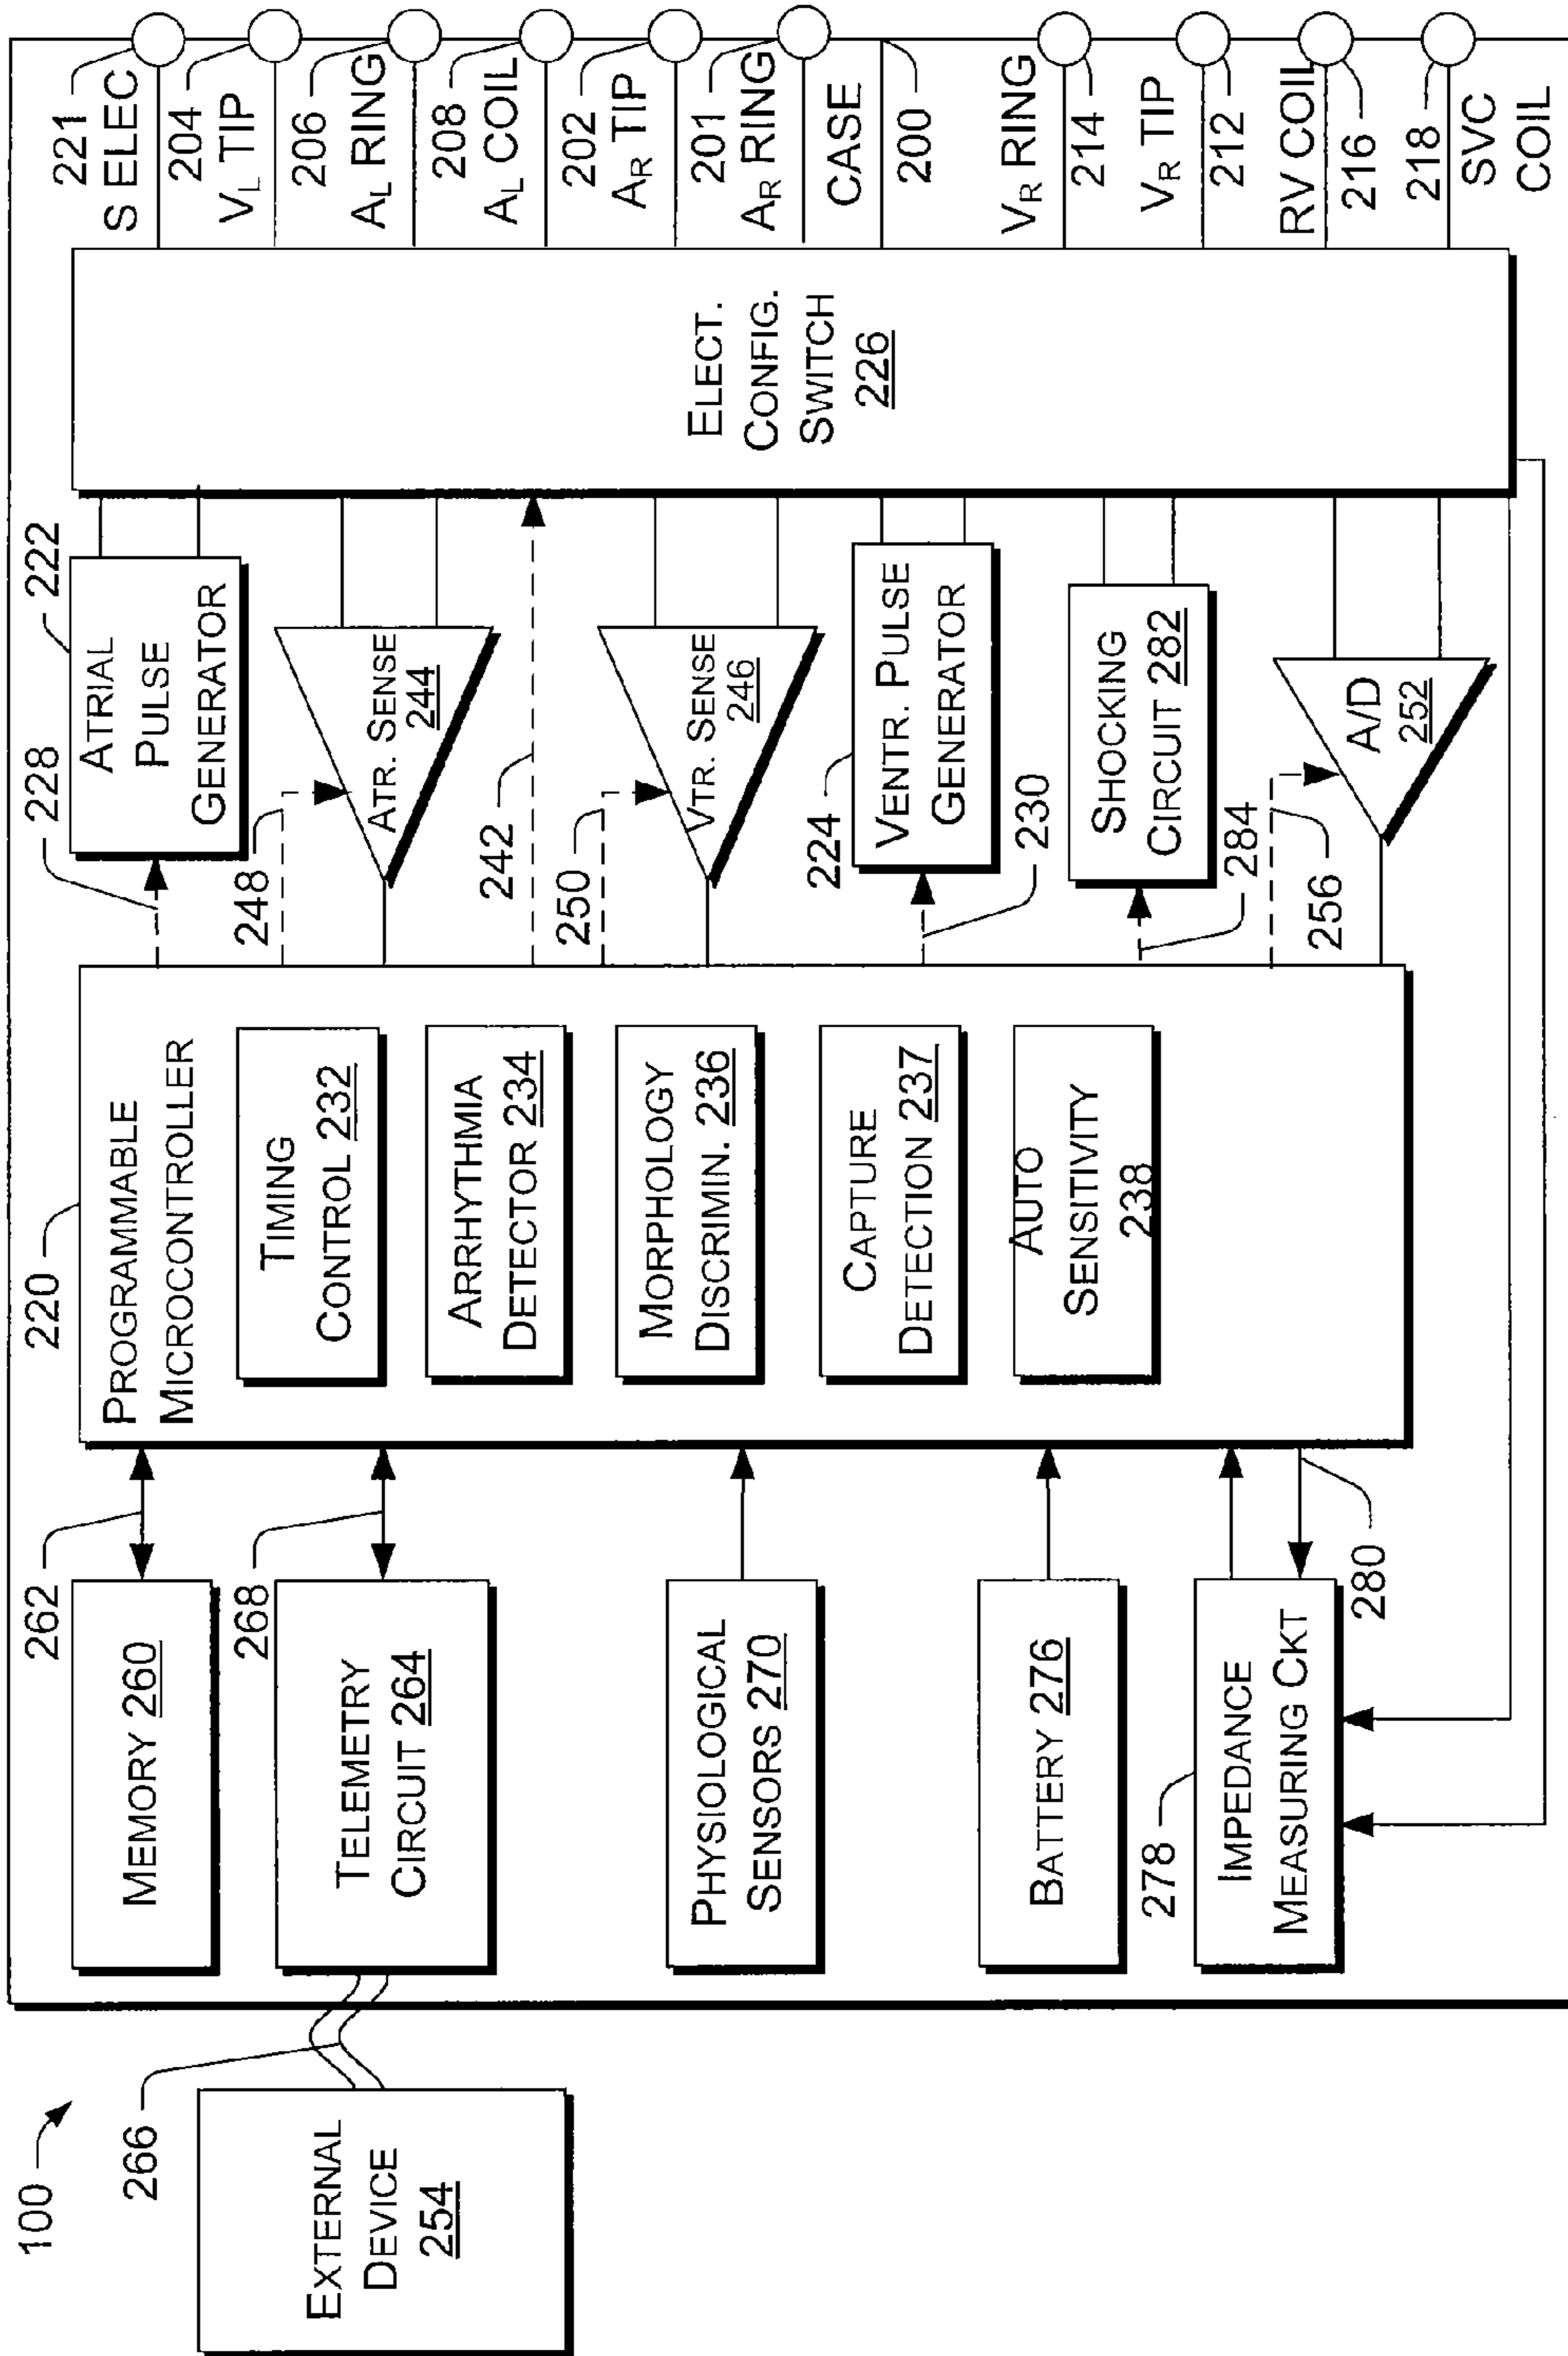 100
EXTERNAL
DEVICE
254
266
MEMORY 260
262
TELEMETRY
CIRCUIT 264
268
PHYSIOLOGICAL
SENSORS 270
BATTERY 276
278
IMPEDANCE
MEASURING CKT
280
220
PROGRAMMABLE
MICROCONTROLLER
TIMING
CONTROL 232
ARRHYTHMIA
DETECTOR 234
MORPHOLOGY
DISCRIMIN. 236
CAPTURE
DETECTION 237
AUTO
SENSITIVITY
238
228
222
ATRIAL
PULSE
GENERATOR
248
ATR. SENSE
244
242
250
VTR. SENSE
246
224
VENTR. PULSE
GENERATOR
230
SHOCKING
CIRCUIT 282
284
256
A/D
252
ELECT.
CONFIG.
SWITCH
226
221
S ELEC
204
VL TIP
206
AL RING
208
AL COIL
202
AR TIP
201
AR RING
CASE
200
VR RING
214
VR TIP
212
RV COIL
216
218
SVC
COIL